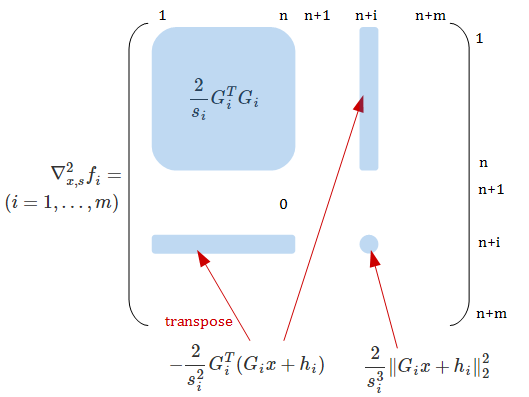 1 n n+1 n+i n+m
1
$\frac{2}{s_i} G_i^T G_i$
n
$\nabla^2_{x,s} f_i =$
n+1
$(i = 1, \ldots, m)$
0
n+i
n+m
transpose
$-\frac{2}{s_i^2} G_i^T (G_i x + h_i)$ $\frac{2}{s_i^3} \|G_i x + h_i\|_2^2$